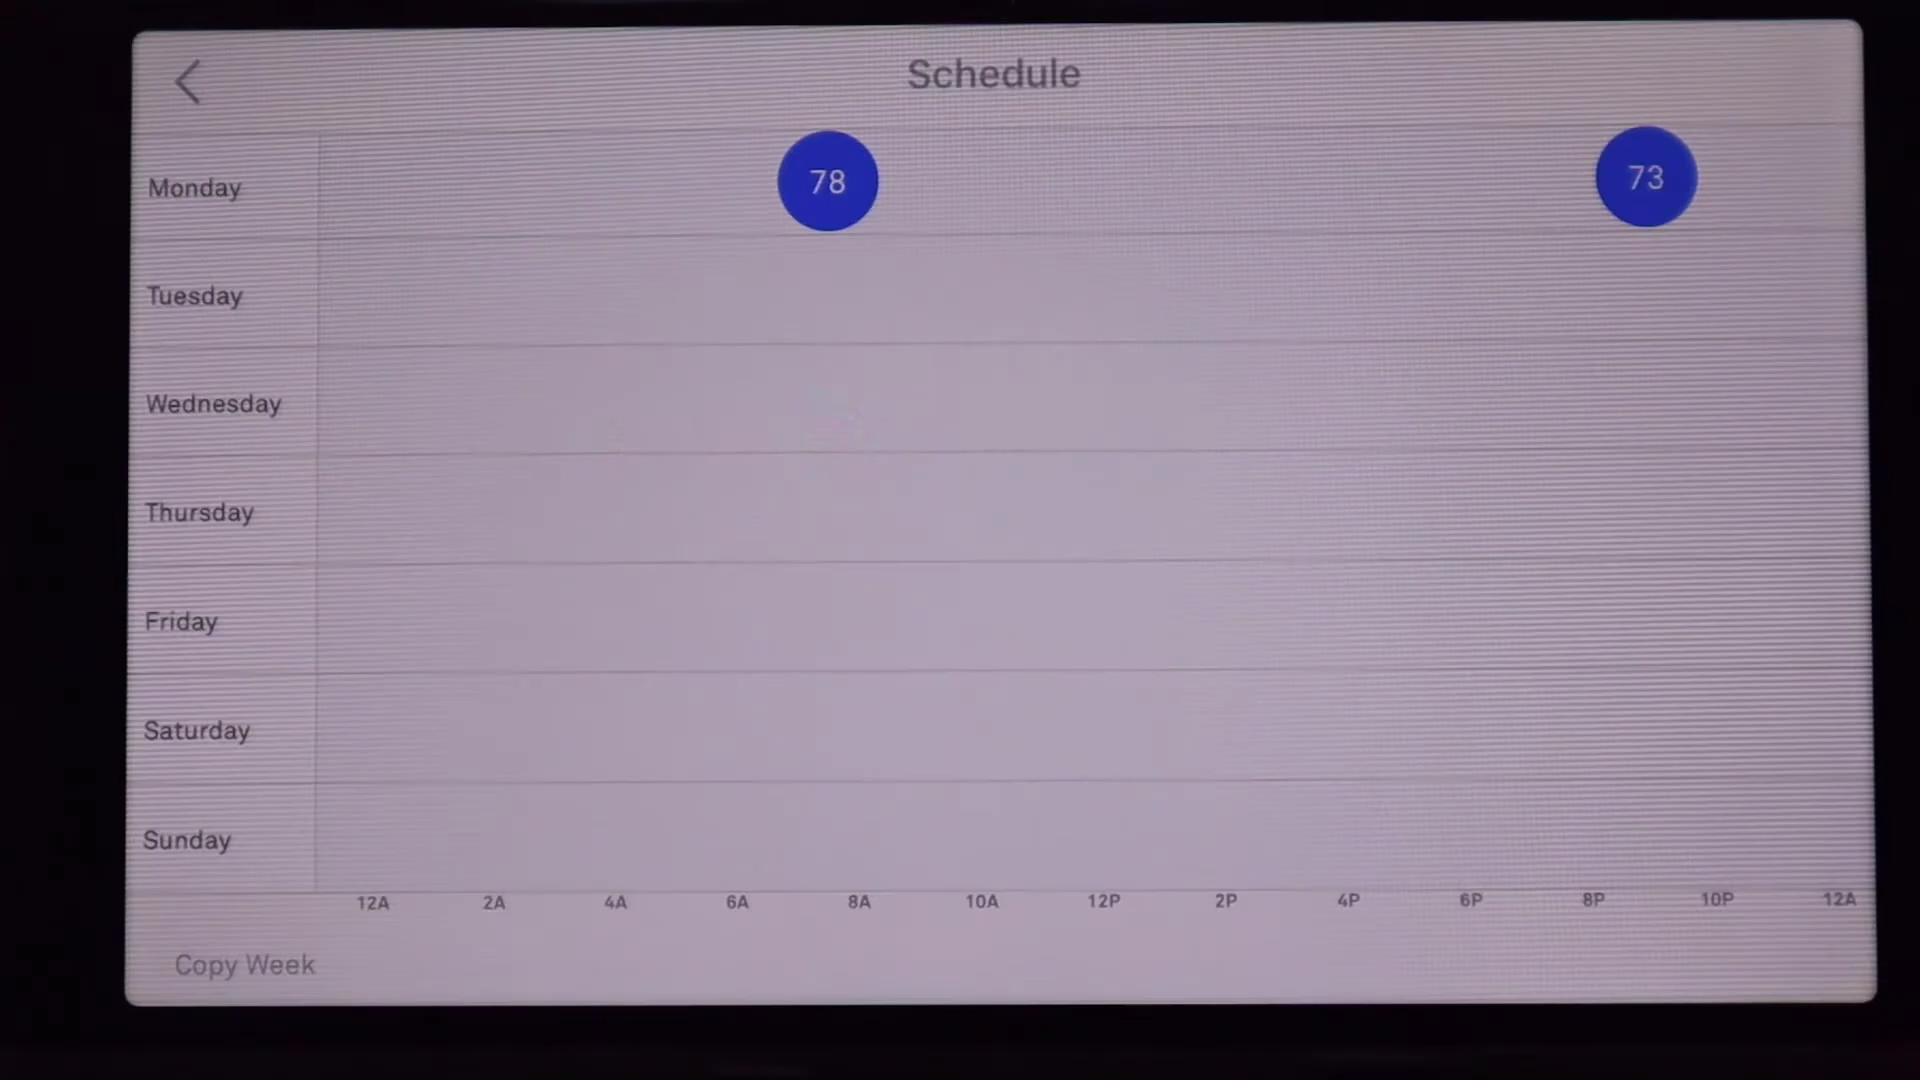 Schedule
Monday 78 73
Tuesday
Wednesday
Thursday
Friday
Saturday
Sunday
12A 2A 4A 6A 8A 10A 12P 2P 4P 6P 8P 10P 12A
Copy Week